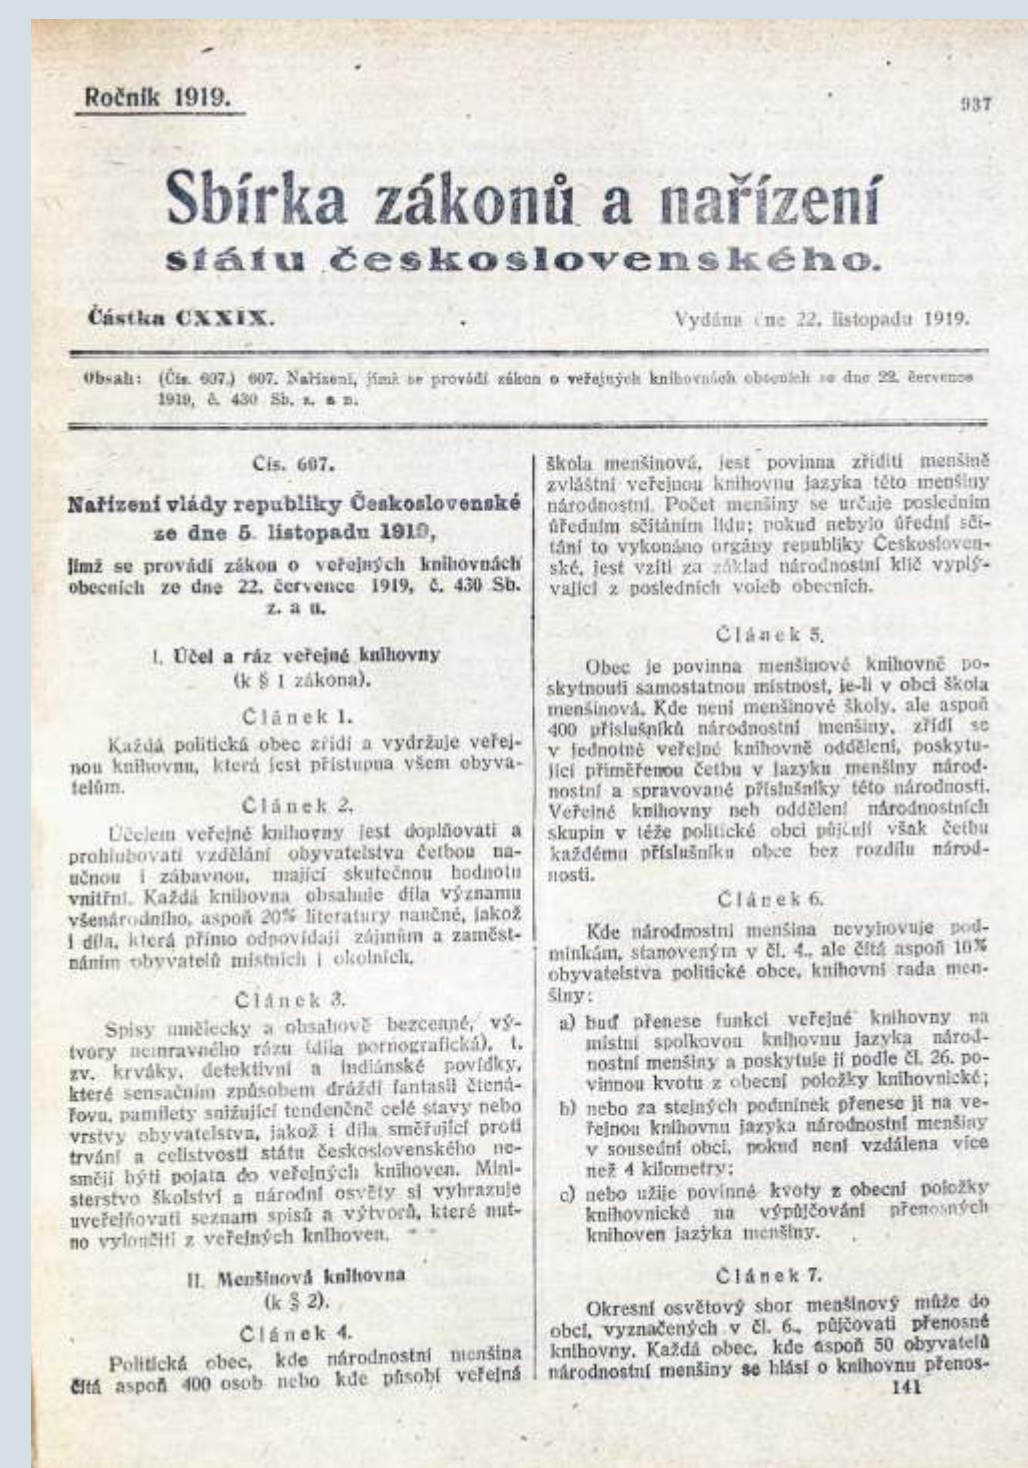 Ročník 1919.
937
Sbírka zákonů a nařízení
státu československého.
Částka CXXIX.
Vydána dne 22. listopadu 1919.
Obsah: (Čís. 607.) 607. Nařízení, jímž se provádí zákon o veřejných knihovnách obecních ze dne 22. července
1919, č. 430 Sb. z. a n.
Čís. 607.
Nařízení vlády republiky Československé
ze dne 5. listopadu 1919,
jímž se provádí zákon o veřejných knihovnách
obecních ze dne 22. července 1919, č. 430 Sb.
z. a n.
I. Účel a ráz veřejné knihovny
(k § 1 zákona).
Článek 1.
Každá politická obec zřídí a vydržuje veřej-
nou knihovnu, která jest přístupna všem obyva-
telům.
Článek 2.
Účelem veřejné knihovny jest doplňovati a
prohlubovati vzdělání obyvatelstva četbou na-
učnou i zábavnou, mající skutečnou hodnotu
vnitřní. Každá knihovna obsahuje díla významu
všenárodního, aspoň 20% literatury naučné, jakož
i díla, která přímo odpovídají zájmům a zaměst-
náním obyvatelů místních i okolních.
Článek 3.
Spisy umělecky a obsahově bezcenné, vý-
tvory nemravného rázu (díla pornografická), t.
zv. krváky, detektivní a indiánské povídky,
které sensačním způsobem dráždí fantasii čtená-
řovu, pamflety snižující tendenčně celé stavy nebo
vrstvy obyvatelstva, jakož i díla směřující proti
trvání a celistvosti státu československého ne-
smějí býti pojata do veřejných knihoven. Mini-
sterstvo školství a národní osvěty si vyhrazuje
uveřejňovati seznam spisů a výtvorů, které nut-
no vyloučiti z veřejných knihoven.
II. Menšinová knihovna
(k § 2).
Článek 4.
Politická obec, kde národnostní menšina
čítá aspoň 400 osob nebo kde působí veřejná
škola menšinová, jest povinna zříditi menšině
zvláštní veřejnou knihovnu jazyka této menšiny
národnostní. Počet menšiny se určuje posledním
úředním sčítáním lidu; pokud nebylo úřední sčí-
tání to vykonáno orgány republiky Českosloven-
ské, jest vzíti za základ národnostní klíč vyplý-
vající z posledních voleb obecních.
Článek 5.
Obec je povinna menšinové knihovně po-
skytnouti samostatnou místnost, je-li v obci škola
menšinová. Kde není menšinové školy, ale aspoň
400 příslušníků národnostní menšiny, zřídí se
v jednotné veřejné knihovně oddělení, poskytu-
jící přiměřenou četbu v jazyku menšiny národ-
nostní a spravované příslušníky této národnosti.
Veřejné knihovny neb oddělení národnostních
skupin v téže politické obci půjčují však četbu
každému příslušníku obce bez rozdílu národ-
nosti.
Článek 6.
Kde národnostní menšina nevyhovuje pod-
mínkám, stanoveným v čl. 4., ale čítá aspoň 10%
obyvatelstva politické obce, knihovní rada men-
šiny:
a) buď přenese funkci veřejné knihovny na
místní spolkovou knihovnu jazyka národ-
nostní menšiny a poskytuje jí podle čl. 26. po-
vinnou kvotu z obecní položky knihovnické;
b) nebo za stejných podmínek přenese ji na ve-
řejnou knihovnu jazyka národnostní menšiny
v sousední obci, pokud není vzdálena více
než 4 kilometry;
c) nebo užije povinné kvoty z obecní položky
knihovnické na výpůjčování přenosných
knihoven jazyka menšiny.
Článek 7.
Okresní osvětový sbor menšinový může do
obcí, vyznačených v čl. 6., půjčovati přenosné
knihovny. Každá obec, kde aspoň 50 obyvatelů
národnostní menšiny se hlásí o knihovnu přenos-
141